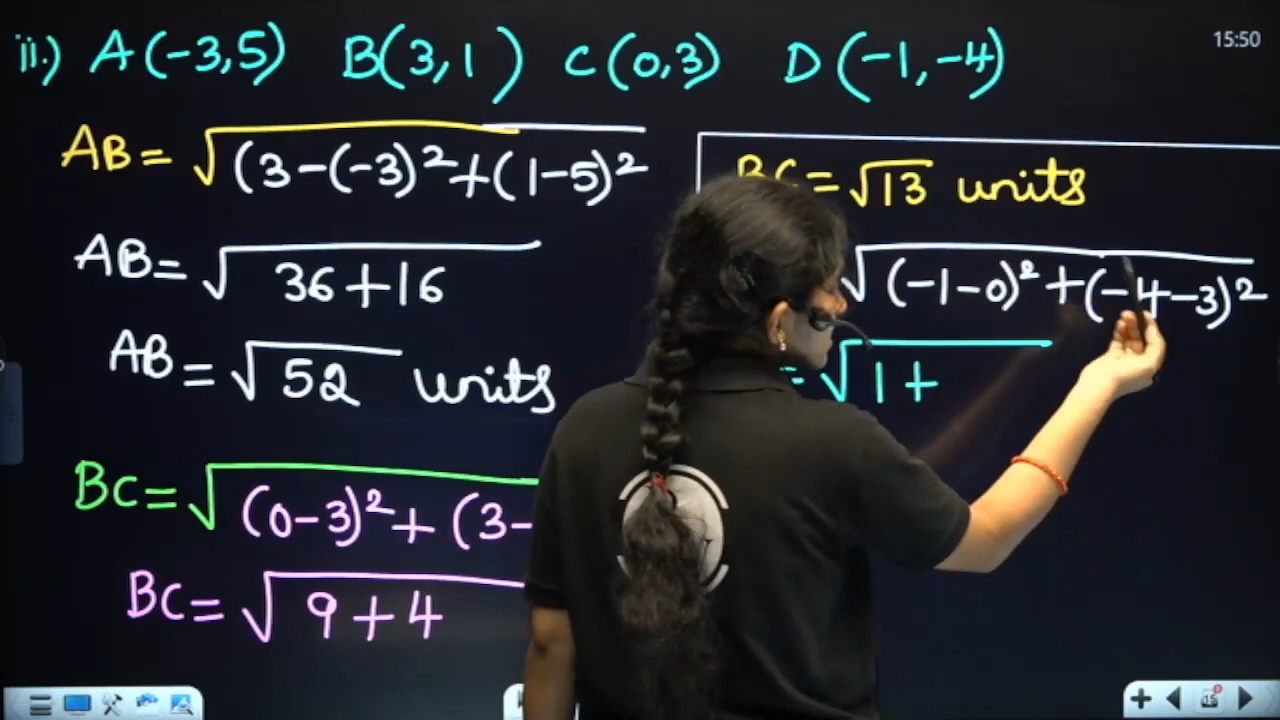 ii.) A(-3,5) B(3,1) C(0,3) D(-1,-4)
15:50
AB = √(3-(-3)²+(1-5)²
AB = √36+16
AB = √52 units
BC = √(0-3)²+(3-
BC = √9+4
BC = √13 units
√(-1-0)²+(-4-3)²
= √1+